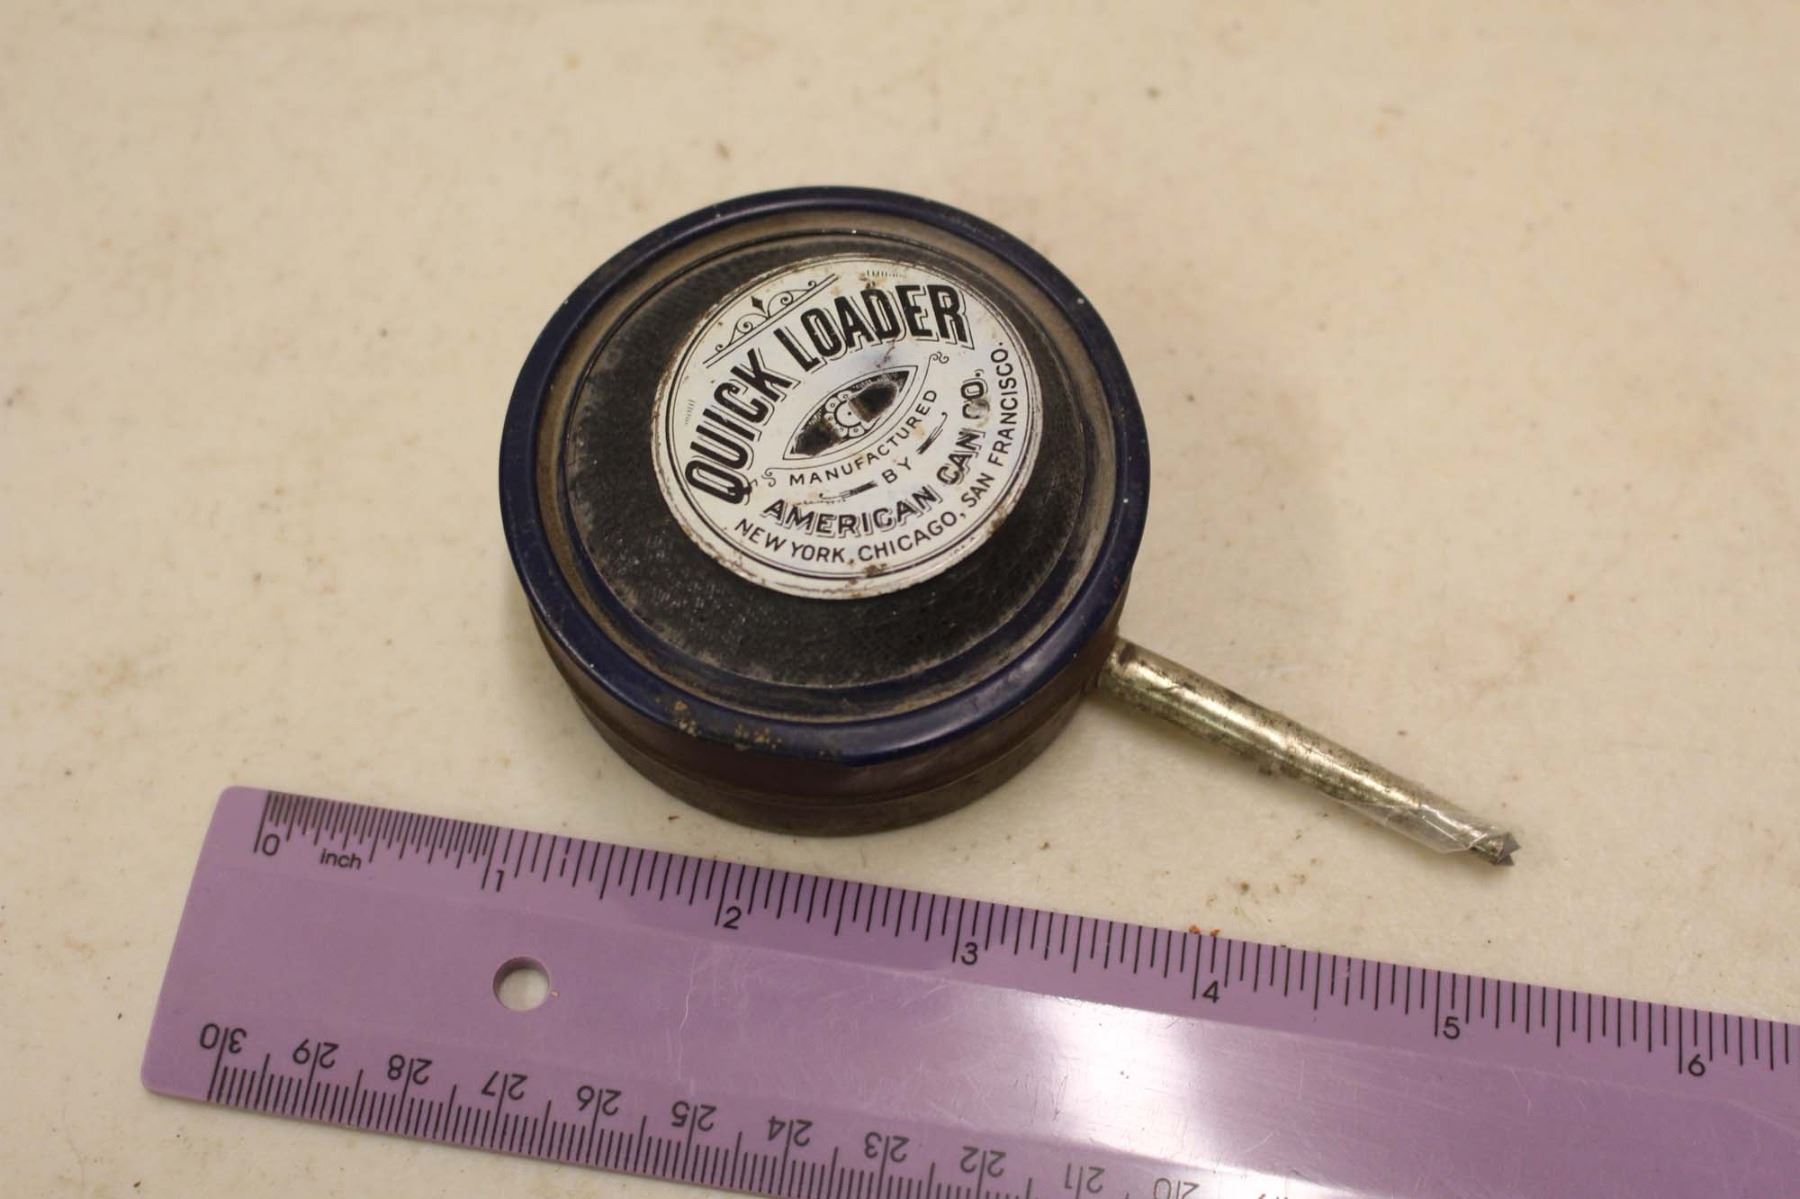 QUICK LOADER
MANUFACTURED
BY
AMERICAN CAN CO.,
NEW YORK, CHICAGO, SAN FRANCISCO.
0 inch 1 2 3 4 5 6
30 29 28 27 26 25 24 23 22 21 20